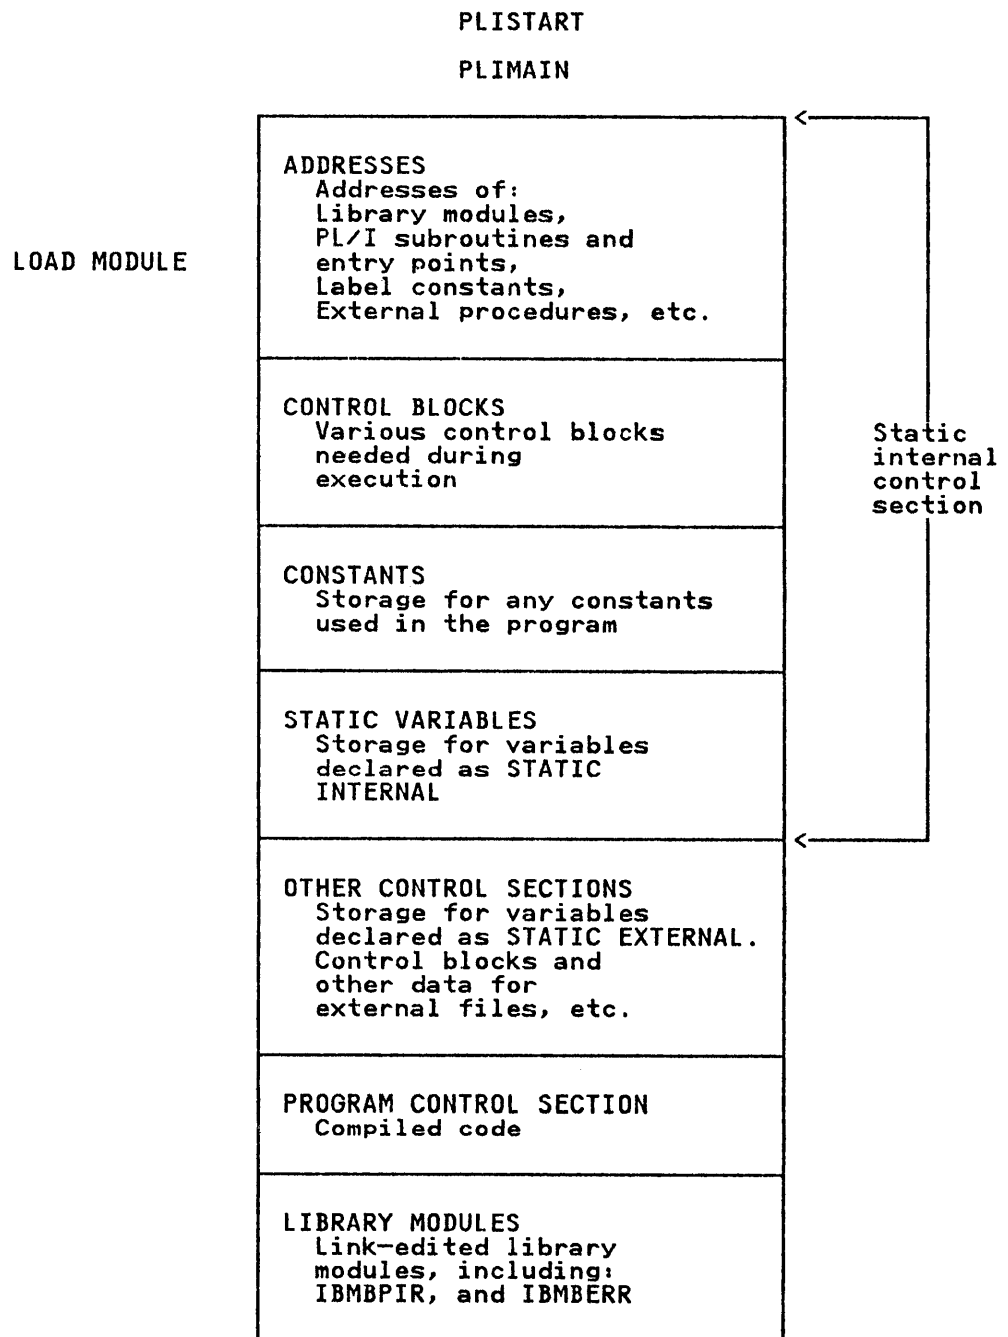 PLISTART
PLIMAIN
LOAD MODULE
ADDRESSES
Addresses of:
Library modules,
PL/I subroutines and
entry points,
Label constants,
External procedures, etc.
CONTROL BLOCKS
Various control blocks
needed during
execution
CONSTANTS
Storage for any constants
used in the program
STATIC VARIABLES
Storage for variables
declared as STATIC
INTERNAL
Static
internal
control
section
OTHER CONTROL SECTIONS
Storage for variables
declared as STATIC EXTERNAL.
Control blocks and
other data for
external files, etc.
PROGRAM CONTROL SECTION
Compiled code
LIBRARY MODULES
Link-edited library
modules, including:
IBMBPIR, and IBMBERR